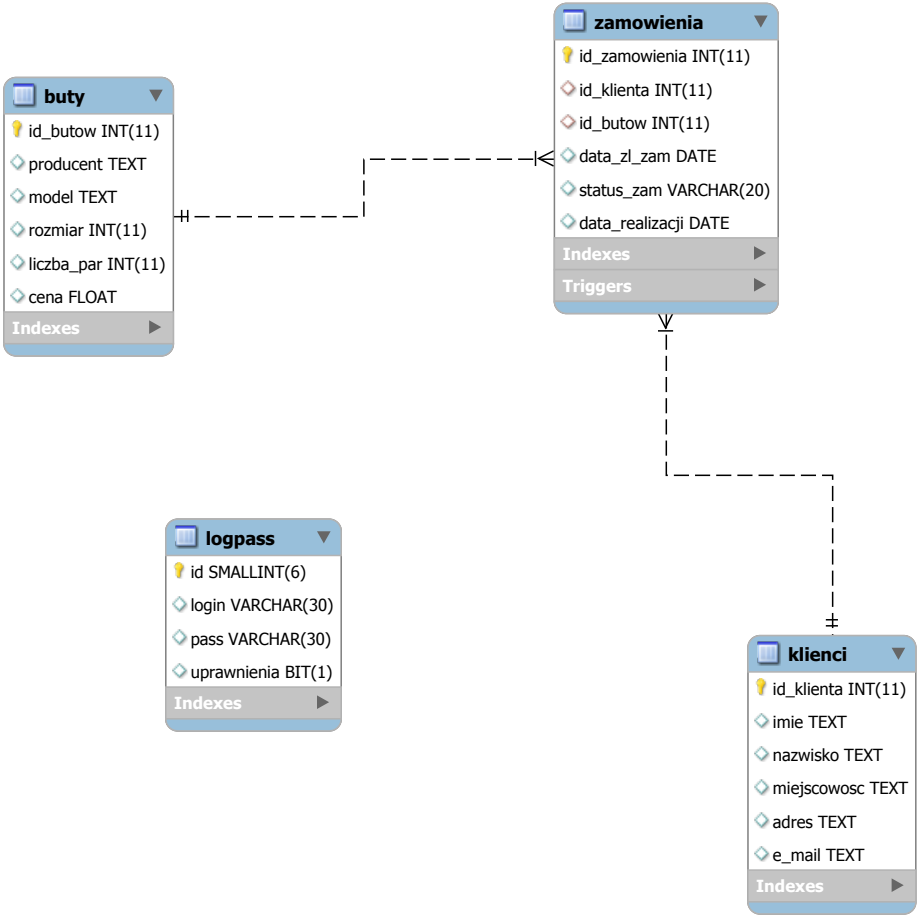 zamowienia
id_zamowienia INT(11)
id_klienta INT(11)
id_butow INT(11)
data_zl_zam DATE
status_zam VARCHAR(20)
data_realizacji DATE
Indexes
Triggers
buty
id_butow INT(11)
producent TEXT
model TEXT
rozmiar INT(11)
liczba_par INT(11)
cena FLOAT
Indexes
logpass
id SMALLINT(6)
login VARCHAR(30)
pass VARCHAR(30)
uprawnienia BIT(1)
Indexes
klienci
id_klienta INT(11)
imie TEXT
nazwisko TEXT
miejscowosc TEXT
adres TEXT
e_mail TEXT
Indexes